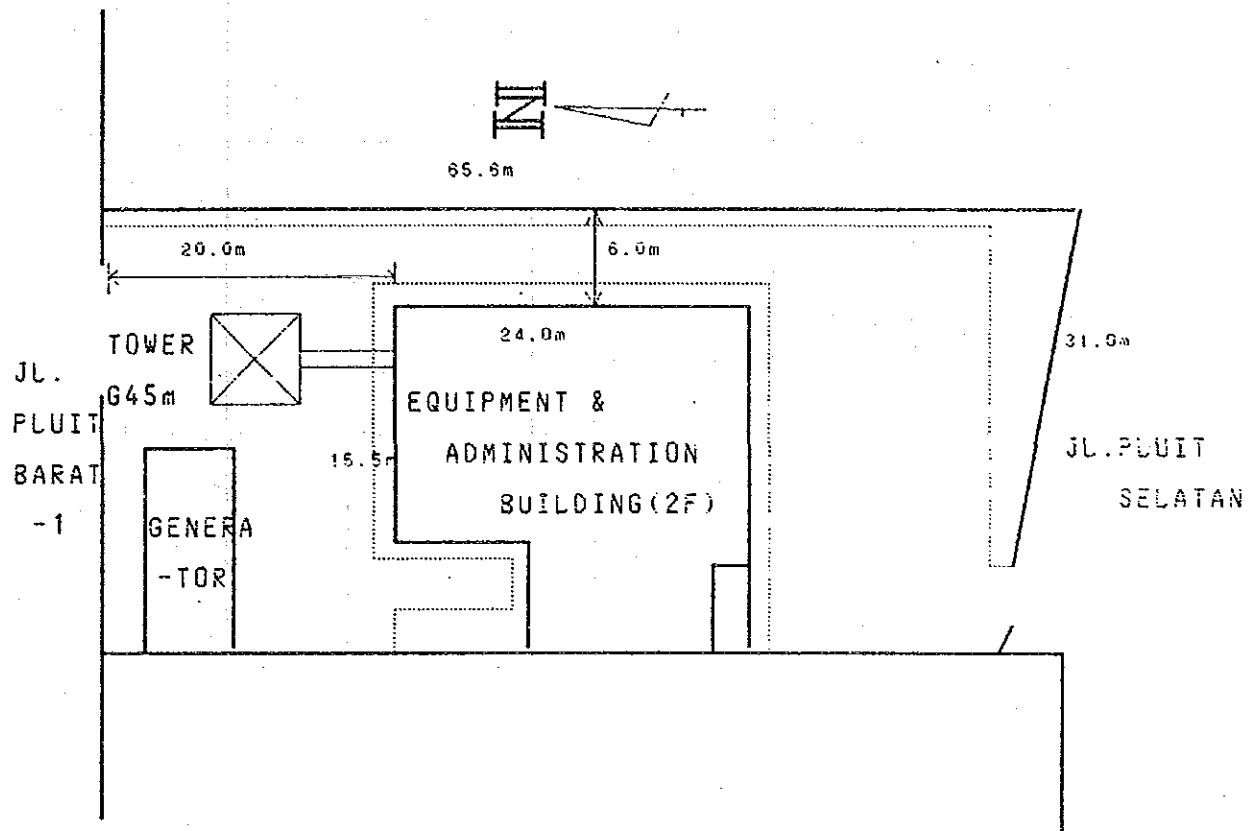 N
65.6m
20.0m
6.0m
24.0m
31.0m
TOWER
G45m
JL.
PLUIT
BARAT
-1
EQUIPMENT &
ADMINISTRATION
BUILDING(2F)
15.5m
GENERA
-TOR
JL.PLUIT
SELATAN